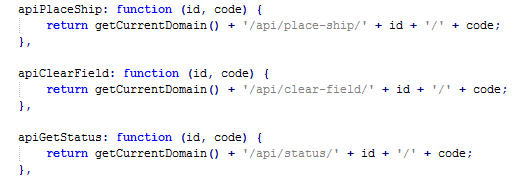 apiPlaceShip: function (id, code) {
    return getCurrentDomain() + '/api/place-ship/' + id + '/' + code;
},
apiClearField: function (id, code) {
    return getCurrentDomain() + '/api/clear-field/' + id + '/' + code;
},
apiGetStatus: function (id, code) {
    return getCurrentDomain() + '/api/status/' + id + '/' + code;
},